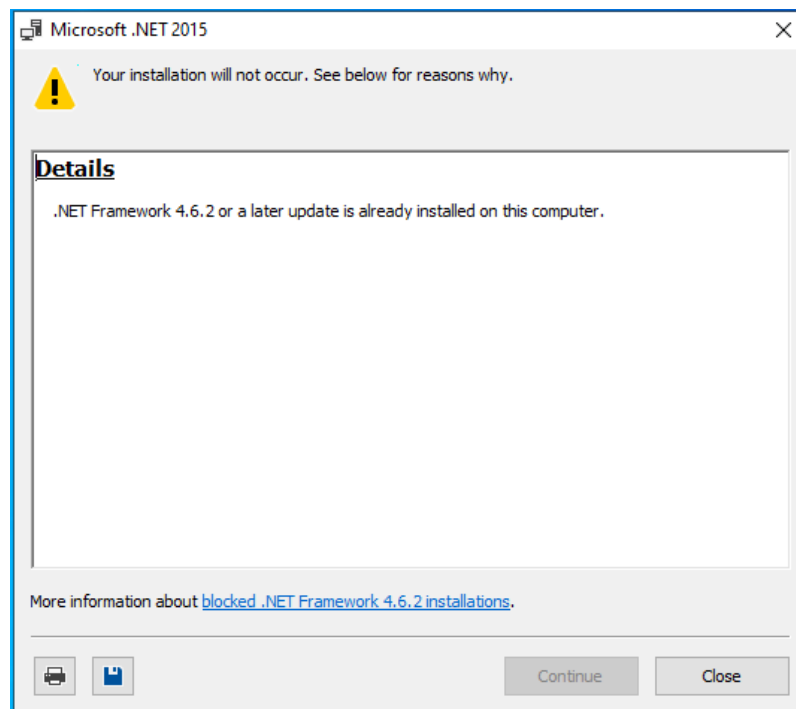 Microsoft .NET 2015
Your installation will not occur. See below for reasons why.
Details
.NET Framework 4.6.2 or a later update is already installed on this computer.
More information about blocked .NET Framework 4.6.2 installations.
Continue
Close